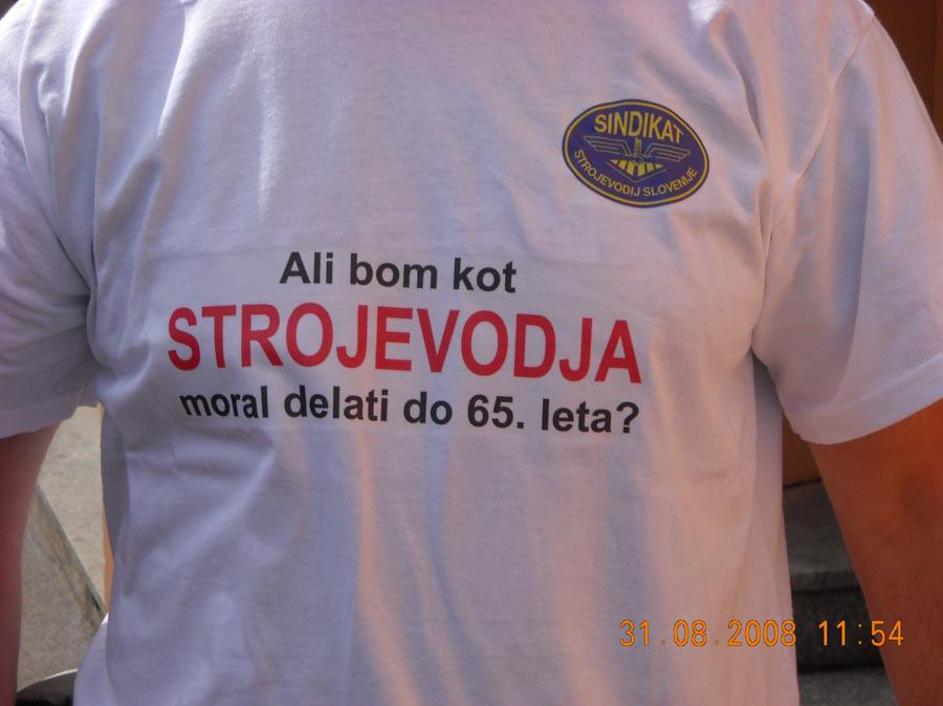 SINDIKAT
STROJEVODIJ SLOVENIJE
Ali bom kot
STROJEVODJA
moral delati do 65. leta?
31.08.2008 11:54